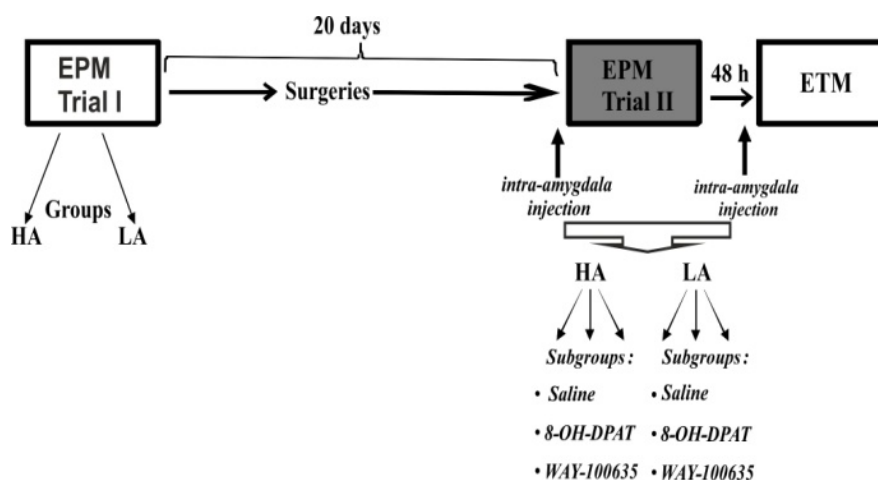 20 days
EPM
Trial I
Surgeries
EPM
Trial II
48 h
ETM
Groups
HA
LA
intra-amygdala
injection
intra-amygdala
injection
HA
LA
Subgroups :
• Saline
• 8-OH-DPAT
• WAY-100635
Subgroups :
• Saline
• 8-OH-DPAT
• WAY-100635